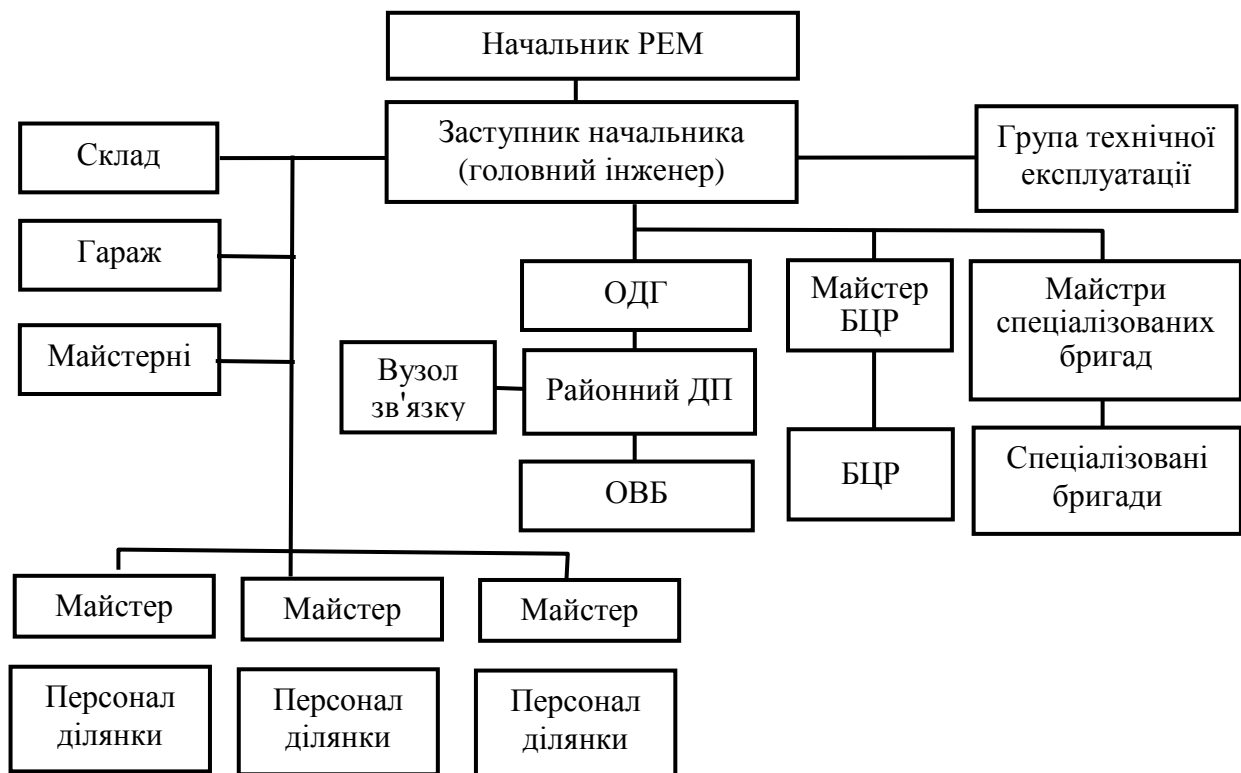 Начальник РЕМ
Заступник начальника
(головний інженер)
Склад
Група технічної
експлуатації
Гараж
Майстерні
ОДГ
Майстер
БЦР
Майстри
спеціалізованих
бригад
Вузол
зв'язку
Районний ДП
ОВБ
БЦР
Спеціалізовані
бригади
Майстер
Майстер
Майстер
Персонал
ділянки
Персонал
ділянки
Персонал
ділянки